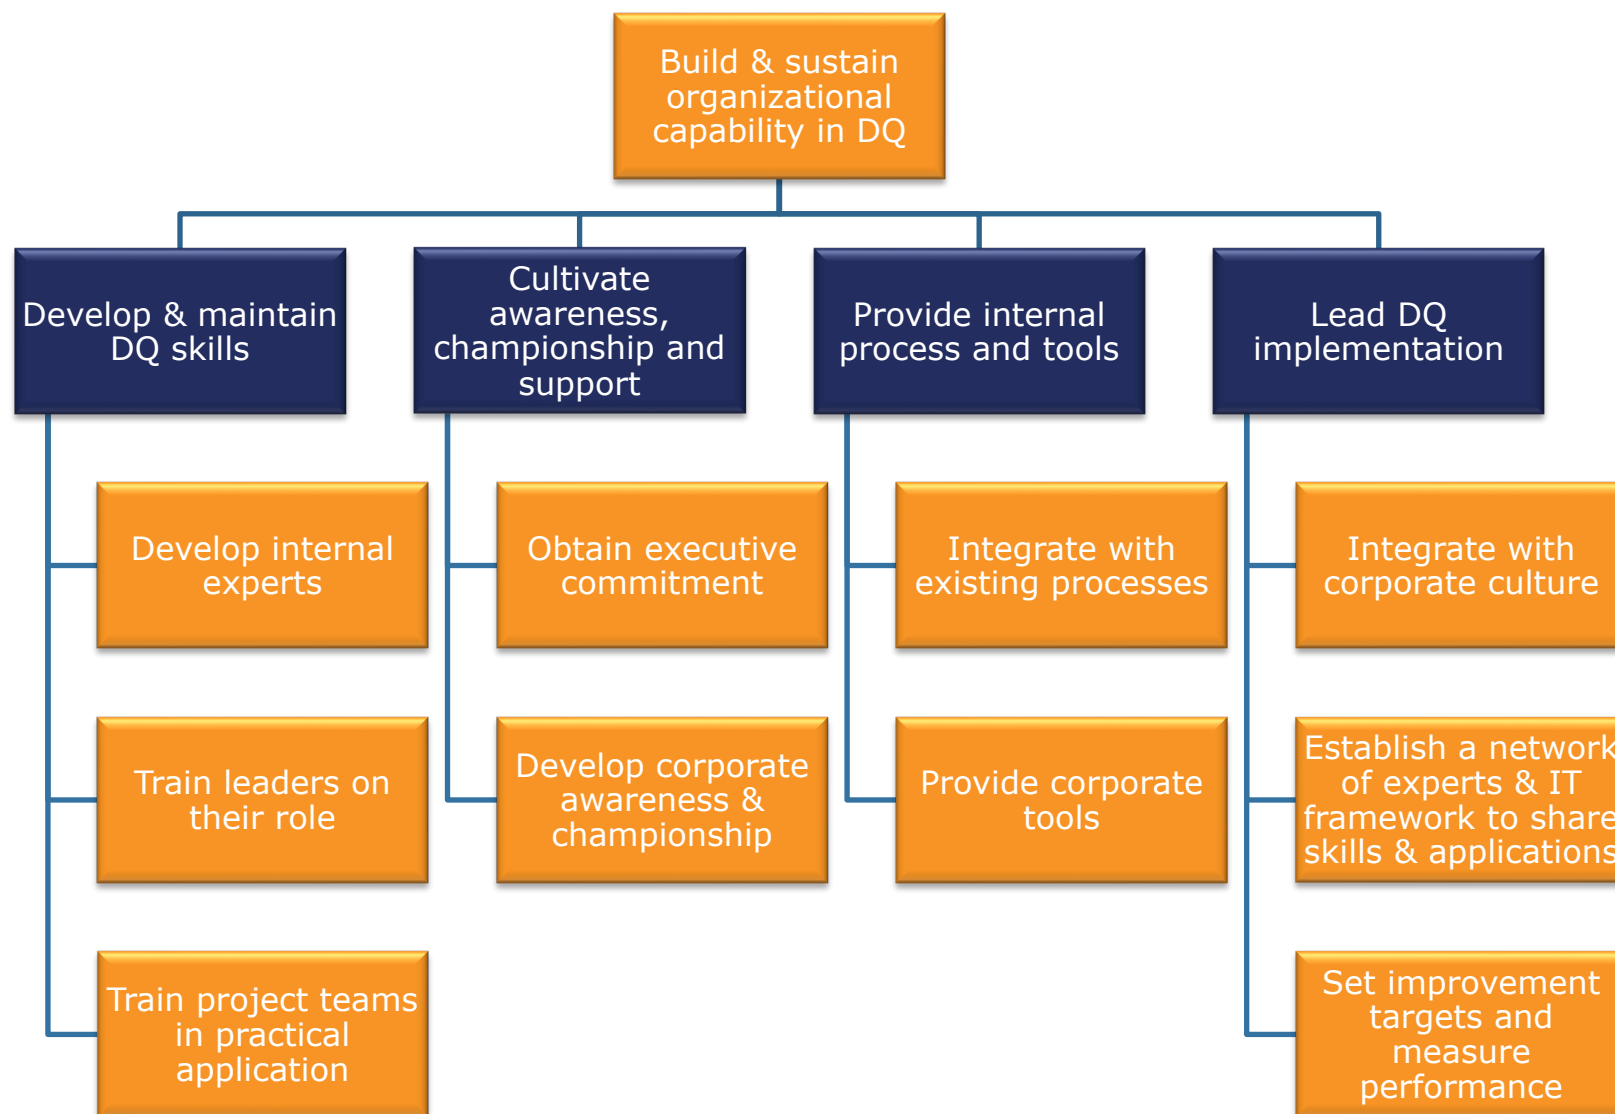 Build & sustain
organizational
capability in DQ
Develop & maintain
DQ skills
Cultivate
awareness,
championship and
support
Provide internal
process and tools
Lead DQ
implementation
Develop internal
experts
Obtain executive
commitment
Integrate with
existing processes
Integrate with
corporate culture
Train leaders on
their role
Develop corporate
awareness &
championship
Provide corporate
tools
Establish a network
of experts & IT
framework to share
skills & applications
Train project teams
in practical
application
Set improvement
targets and
measure
performance